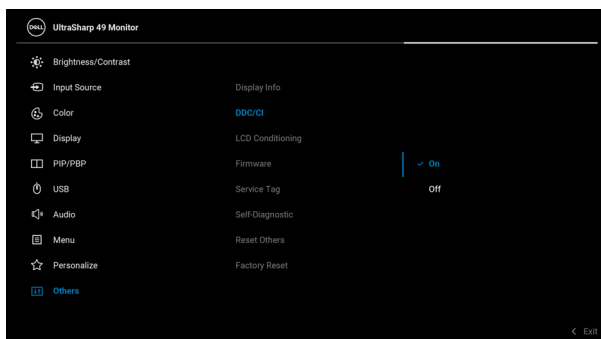 DELL UltraSharp 49 Monitor
Brightness/Contrast
Input Source
Color
Display
PIP/PBP
USB
Audio
Menu
Personalize
Others
Display Info
DDC/CI
LCD Conditioning
Firmware
Service Tag
Self-Diagnostic
Reset Others
Factory Reset
On
Off
Exit